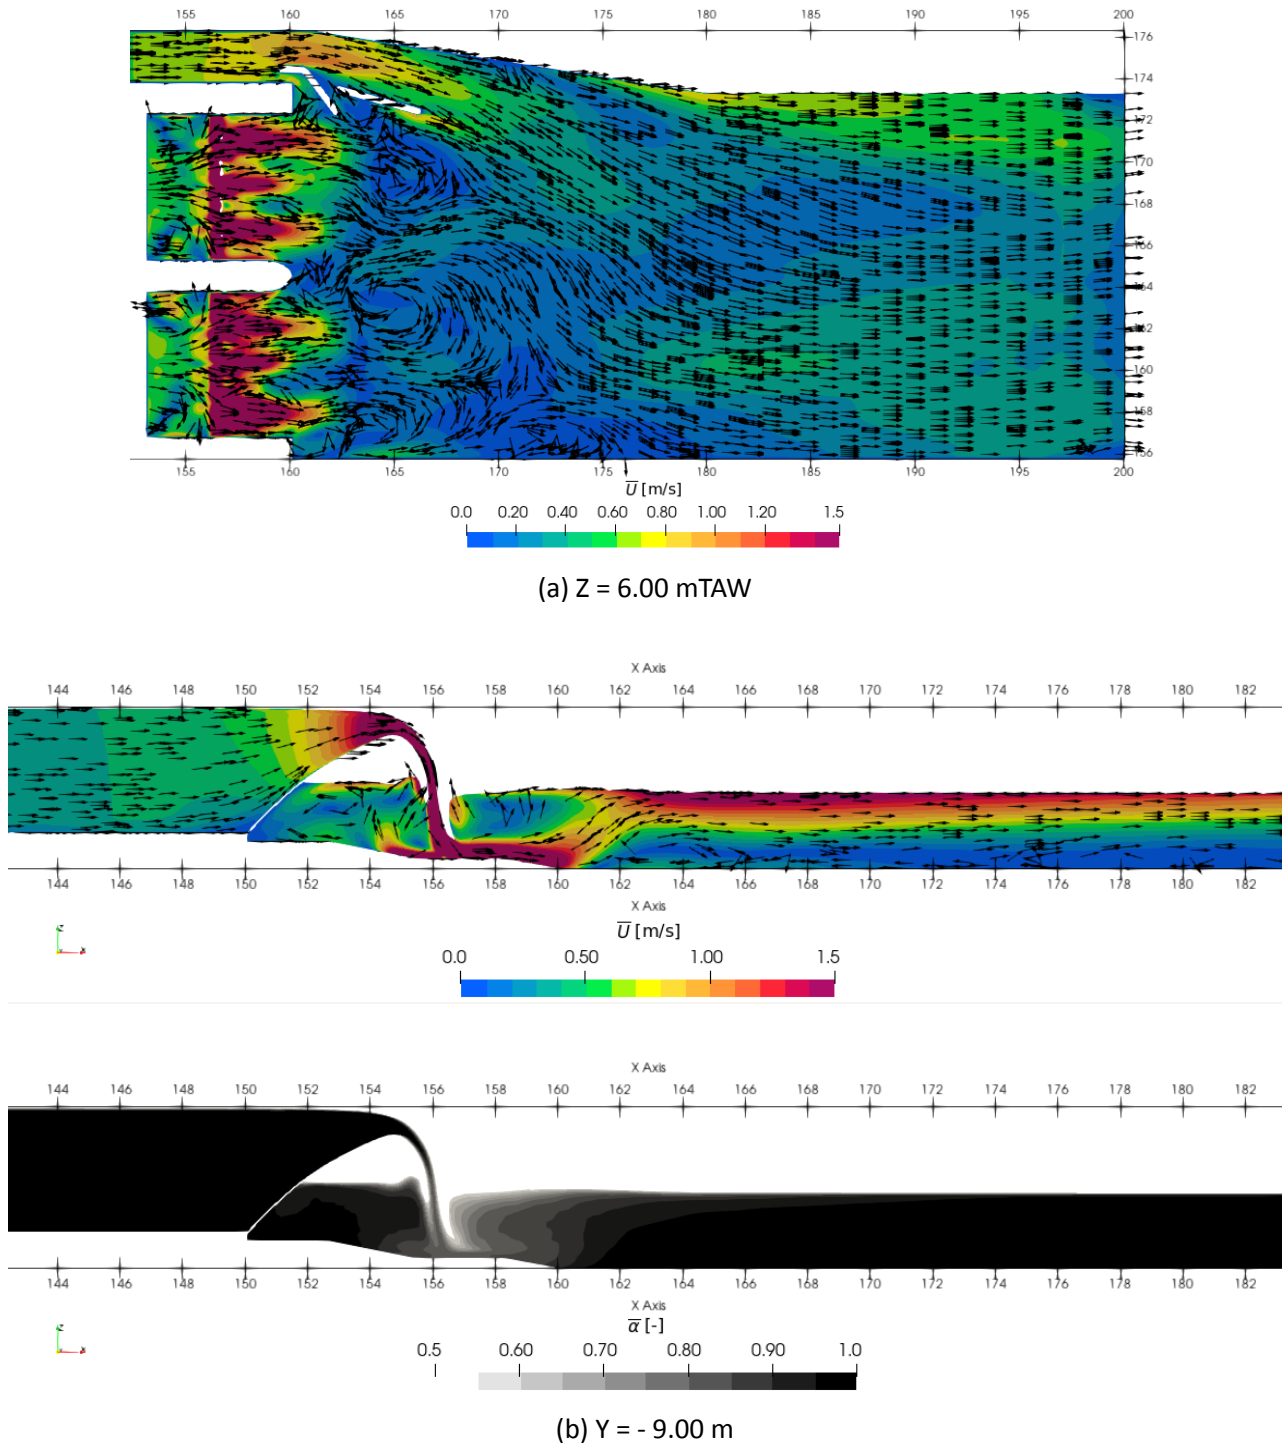 155 160 165 170 175 180 185 190 195 200
176
174
172
170
168
166
164
162
160
158
156
155 160 165 170 175 180 185 190 195 200
U [m/s]
0.0 0.20 0.40 0.60 0.80 1.00 1.20 1.5
(a) Z = 6.00 mTAW
X Axis
144 146 148 150 152 154 156 158 160 162 164 166 168 170 172 174 176 178 180 182
144 146 148 150 152 154 156 158 160 162 164 166 168 170 172 174 176 178 180 182
X Axis
U [m/s]
0.0 0.50 1.00 1.5
X Axis
144 146 148 150 152 154 156 158 160 162 164 166 168 170 172 174 176 178 180 182
144 146 148 150 152 154 156 158 160 162 164 166 168 170 172 174 176 178 180 182
X Axis
α [-]
0.5 0.60 0.70 0.80 0.90 1.0
(b) Y = - 9.00 m